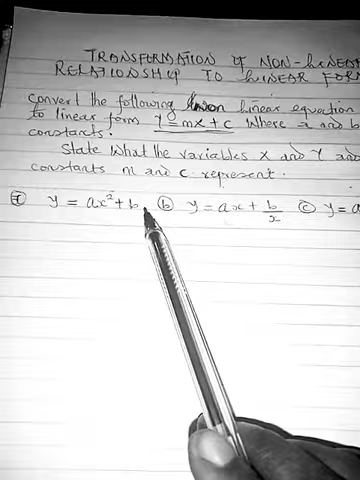 TRANSFORMATION OF NON-LINEAR
RELATIONSHIP TO LINEAR FORM
Convert the following linear equation
to linear form Y = mX + C Where a and b
constants.
State What the variables X and Y and
constants m and c represent.
y = ax² + b (b) y = ax + b/x (c) y = a